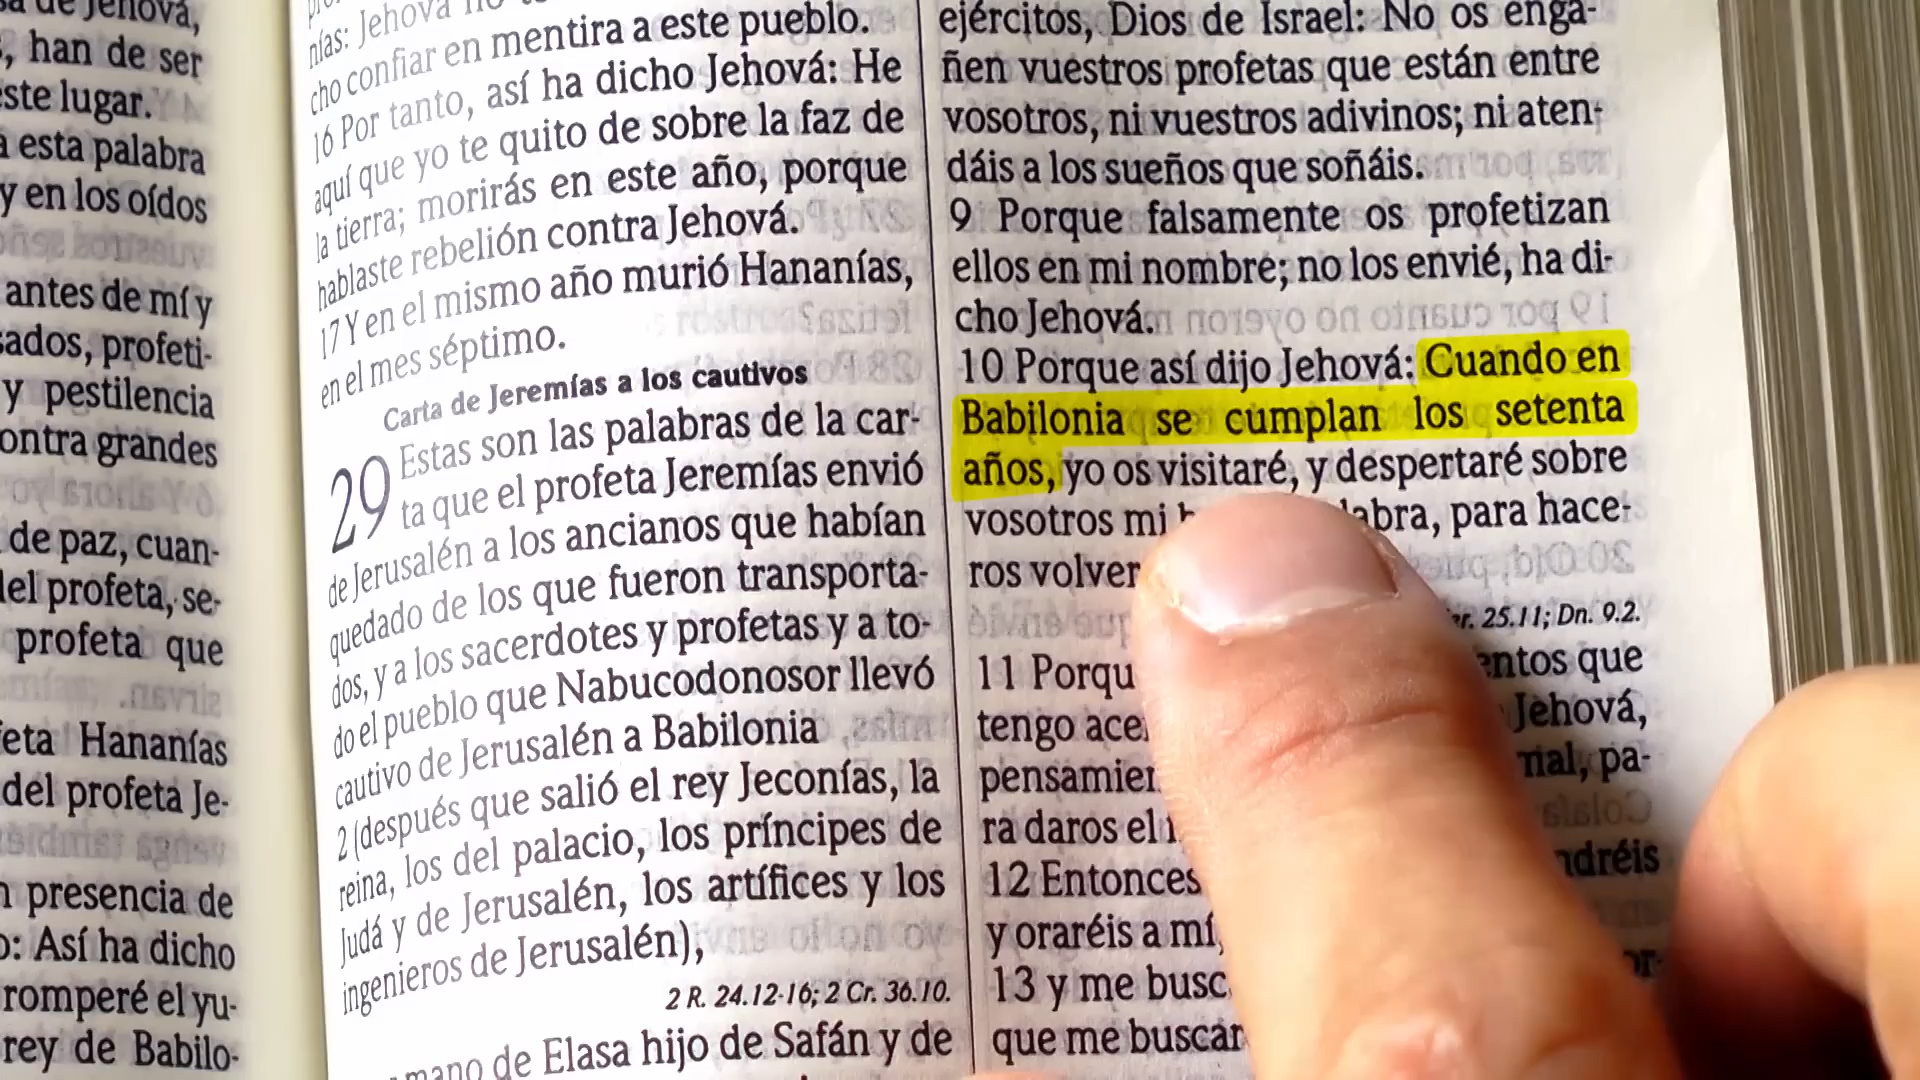 sa de Jehová,
, han de ser
este lugar.
a esta palabra
y en los oídos
antes de mí y
sados, profeti-
y pestilencia
ontra grandes
de paz, cuan-
del profeta, se-
profeta que
feta Hananías
del profeta Je-
n presencia de
o: Así ha dicho
romperé el yu-
rey de Babilo-
nías: Jehová no
cho confiar en mentira a este pueblo.
16 Por tanto, así ha dicho Jehová: He
aquí que yo te quito de sobre la faz de
la tierra; morirás en este año, porque
hablaste rebelión contra Jehová.
17 Y en el mismo año murió Hananías,
en el mes séptimo.
Carta de Jeremías a los cautivos
29 Estas son las palabras de la car-
ta que el profeta Jeremías envió
de Jerusalén a los ancianos que habían
quedado de los que fueron transporta-
dos, y a los sacerdotes y profetas y a to-
do el pueblo que Nabucodonosor llevó
cautivo de Jerusalén a Babilonia
2 (después que salió el rey Jeconías, la
reina, los del palacio, los príncipes de
Judá y de Jerusalén, los artífices y los
ingenieros de Jerusalén),
2 R. 24.12-16; 2 Cr. 36.10.
mano de Elasa hijo de Safán y de
ejércitos, Dios de Israel: No os enga-
ñen vuestros profetas que están entre
vosotros, ni vuestros adivinos; ni aten-
dáis a los sueños que soñáis.
9 Porque falsamente os profetizan
ellos en mi nombre; no los envié, ha di-
cho Jehová.
10 Porque así dijo Jehová: Cuando en
Babilonia se cumplan los setenta
años, yo os visitaré, y despertaré sobre
vosotros mi labra, para hace-
ros volver
er. 25.11; Dn. 9.2.
11 Porqu entos que
tengo ace Jehová,
pensamien mal, pa-
ra daros el ndréis
12 Entonces
y oraréis a mí,
13 y me busc
que me buscar